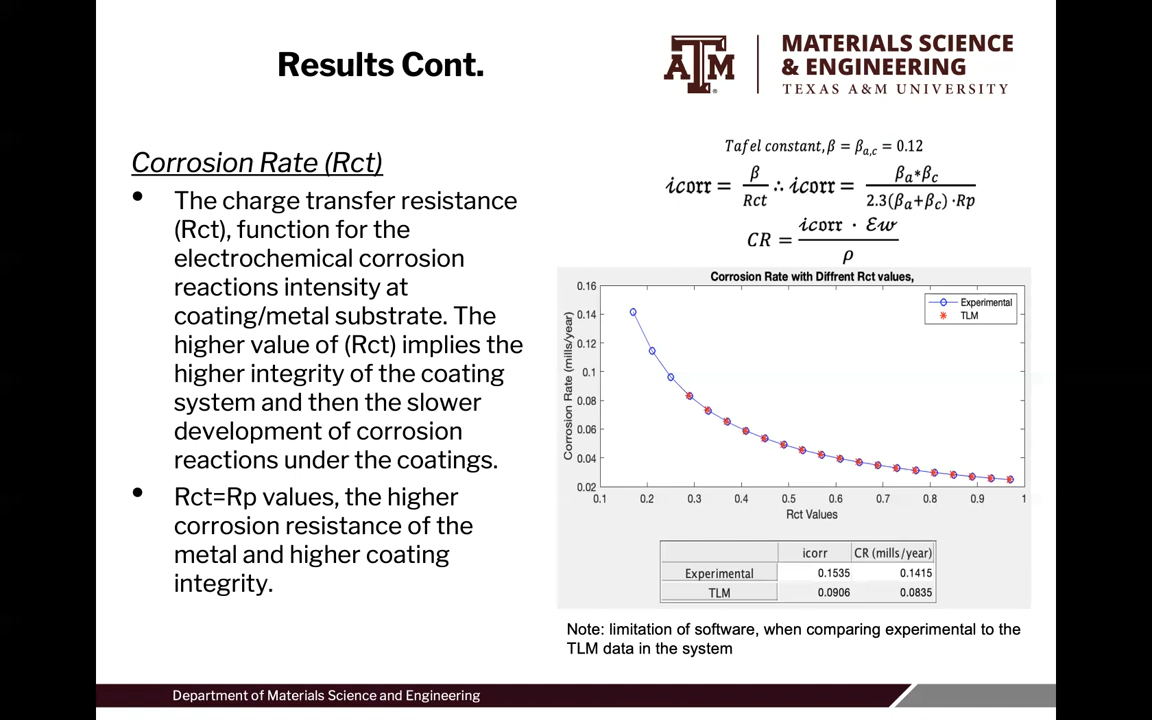 Results Cont.
MATERIALS SCIENCE
& ENGINEERING
TEXAS A&M UNIVERSITY
Corrosion Rate (Rct)
• The charge transfer resistance
(Rct), function for the
electrochemical corrosion
reactions intensity at
coating/metal substrate. The
higher value of (Rct) implies the
higher integrity of the coating
system and then the slower
development of corrosion
reactions under the coatings.
• Rct=Rp values, the higher
corrosion resistance of the
metal and higher coating
integrity.
Tafel constant, β = βa,c = 0.12
icorr = β/Rct ∴ icorr = βa*βc / 2.3(βa+βc)·Rp
CR = icorr · Ɛw / ρ
Corrosion Rate with Diffrent Rct values,
Corrosion Rate (mills/year)
0.16
0.14
0.12
0.1
0.08
0.06
0.04
0.02
0.1 0.2 0.3 0.4 0.5 0.6 0.7 0.8 0.9 1
Rct Values
Experimental
TLM
icorr CR (mills/year)
Experimental 0.1535 0.1415
TLM 0.0906 0.0835
Note: limitation of software, when comparing experimental to the
TLM data in the system
Department of Materials Science and Engineering